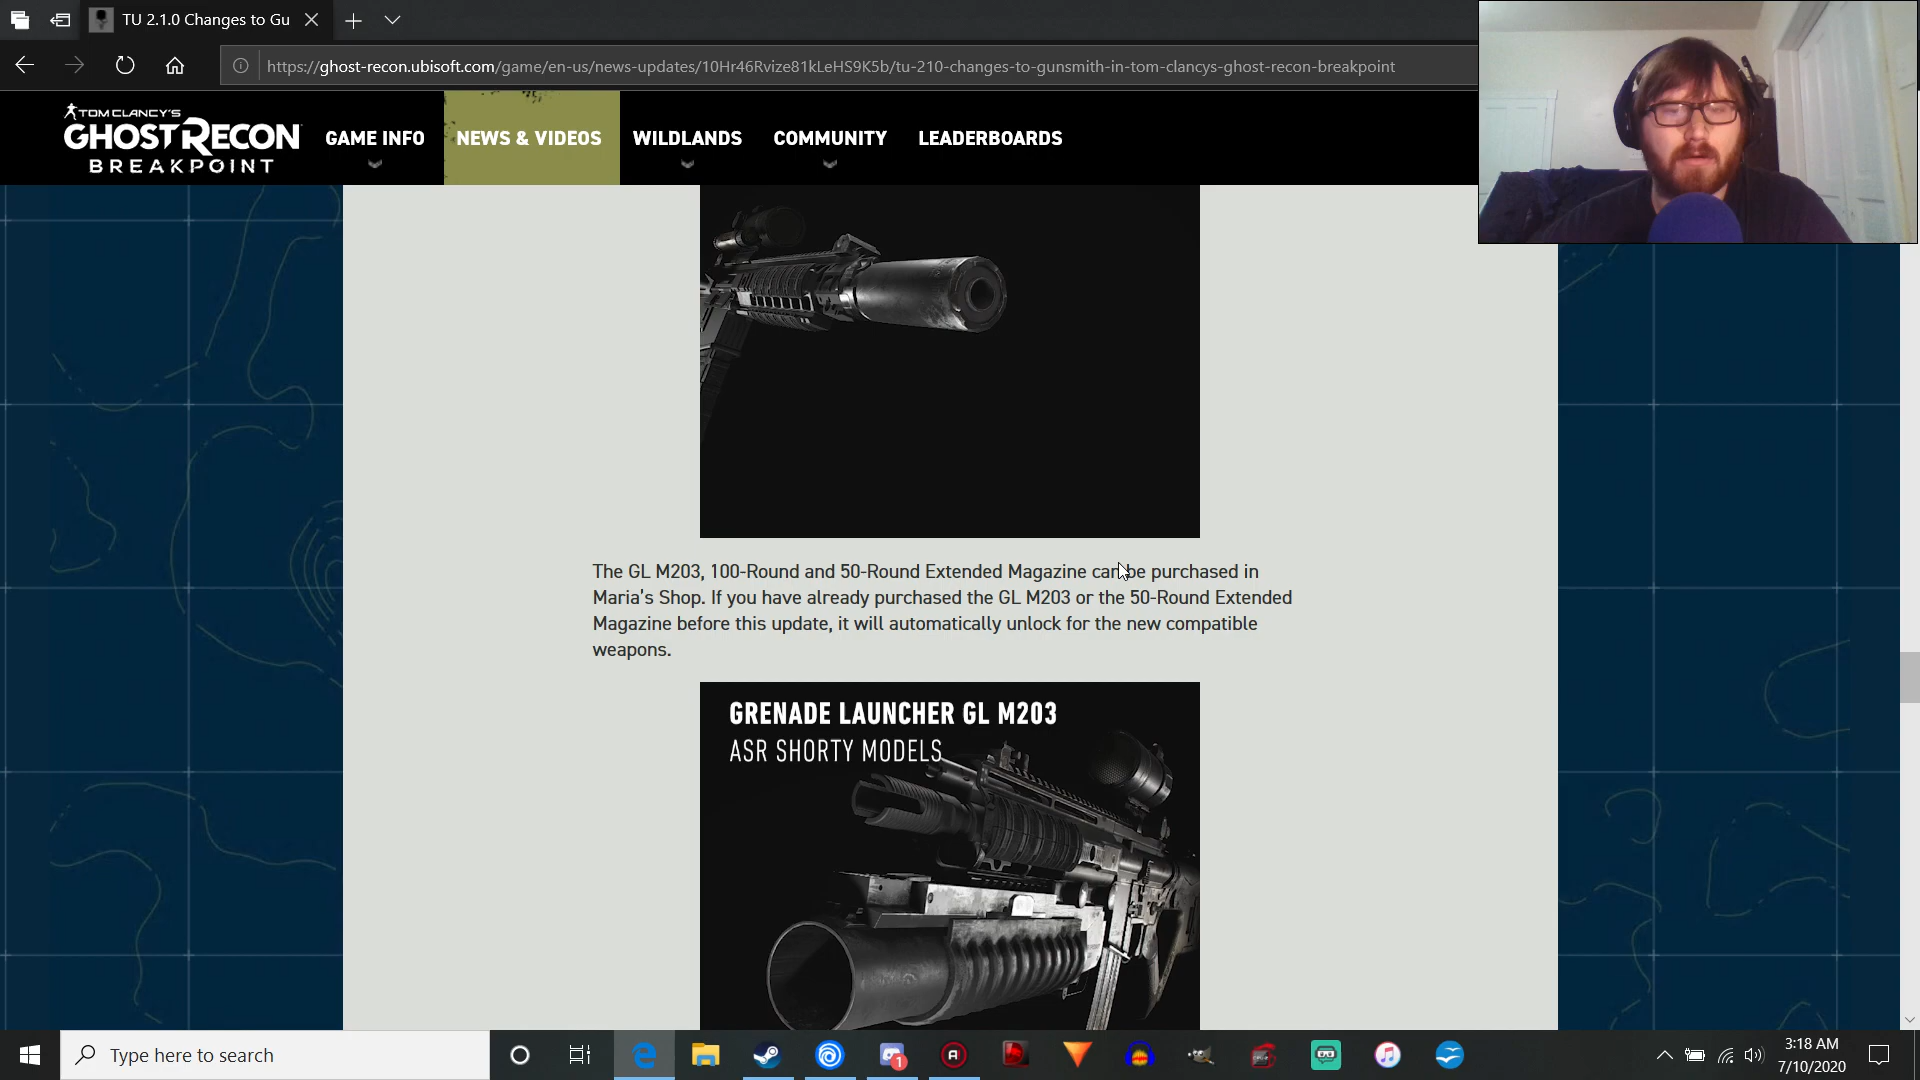 TU 2.1.0 Changes to Gu
https://ghost-recon.ubisoft.com/game/en-us/news-updates/10Hr46Rvize81kLeHS9K5b/tu-210-changes-to-gunsmith-in-tom-clancys-ghost-recon-breakpoint
TOM CLANCY'S
GHOST RECON
BREAKPOINT
GAME INFO
NEWS & VIDEOS
WILDLANDS
COMMUNITY
LEADERBOARDS
The GL M203, 100-Round and 50-Round Extended Magazine can be purchased in
Maria's Shop. If you have already purchased the GL M203 or the 50-Round Extended
Magazine before this update, it will automatically unlock for the new compatible
weapons.
GRENADE LAUNCHER GL M203
ASR SHORTY MODELS
Type here to search
1
3:18 AM
7/10/2020